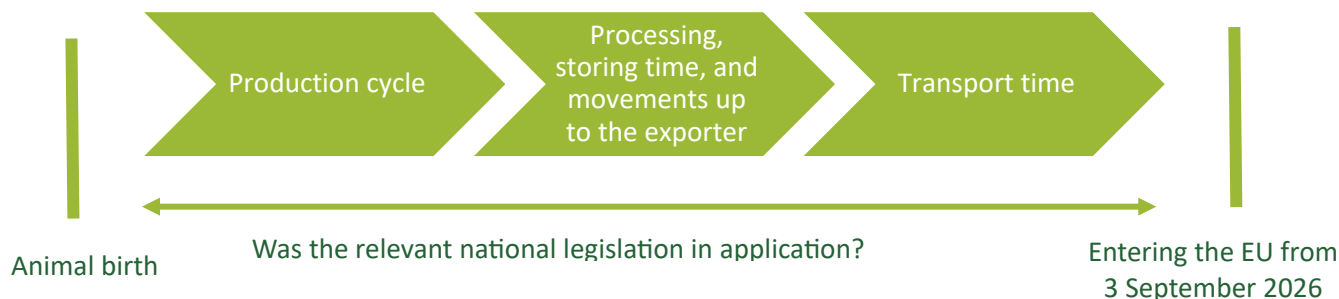 Production cycle
Processing,
storing time, and
movements up
to the exporter
Transport time
Animal birth
Was the relevant national legislation in application?
Entering the EU from
3 September 2026